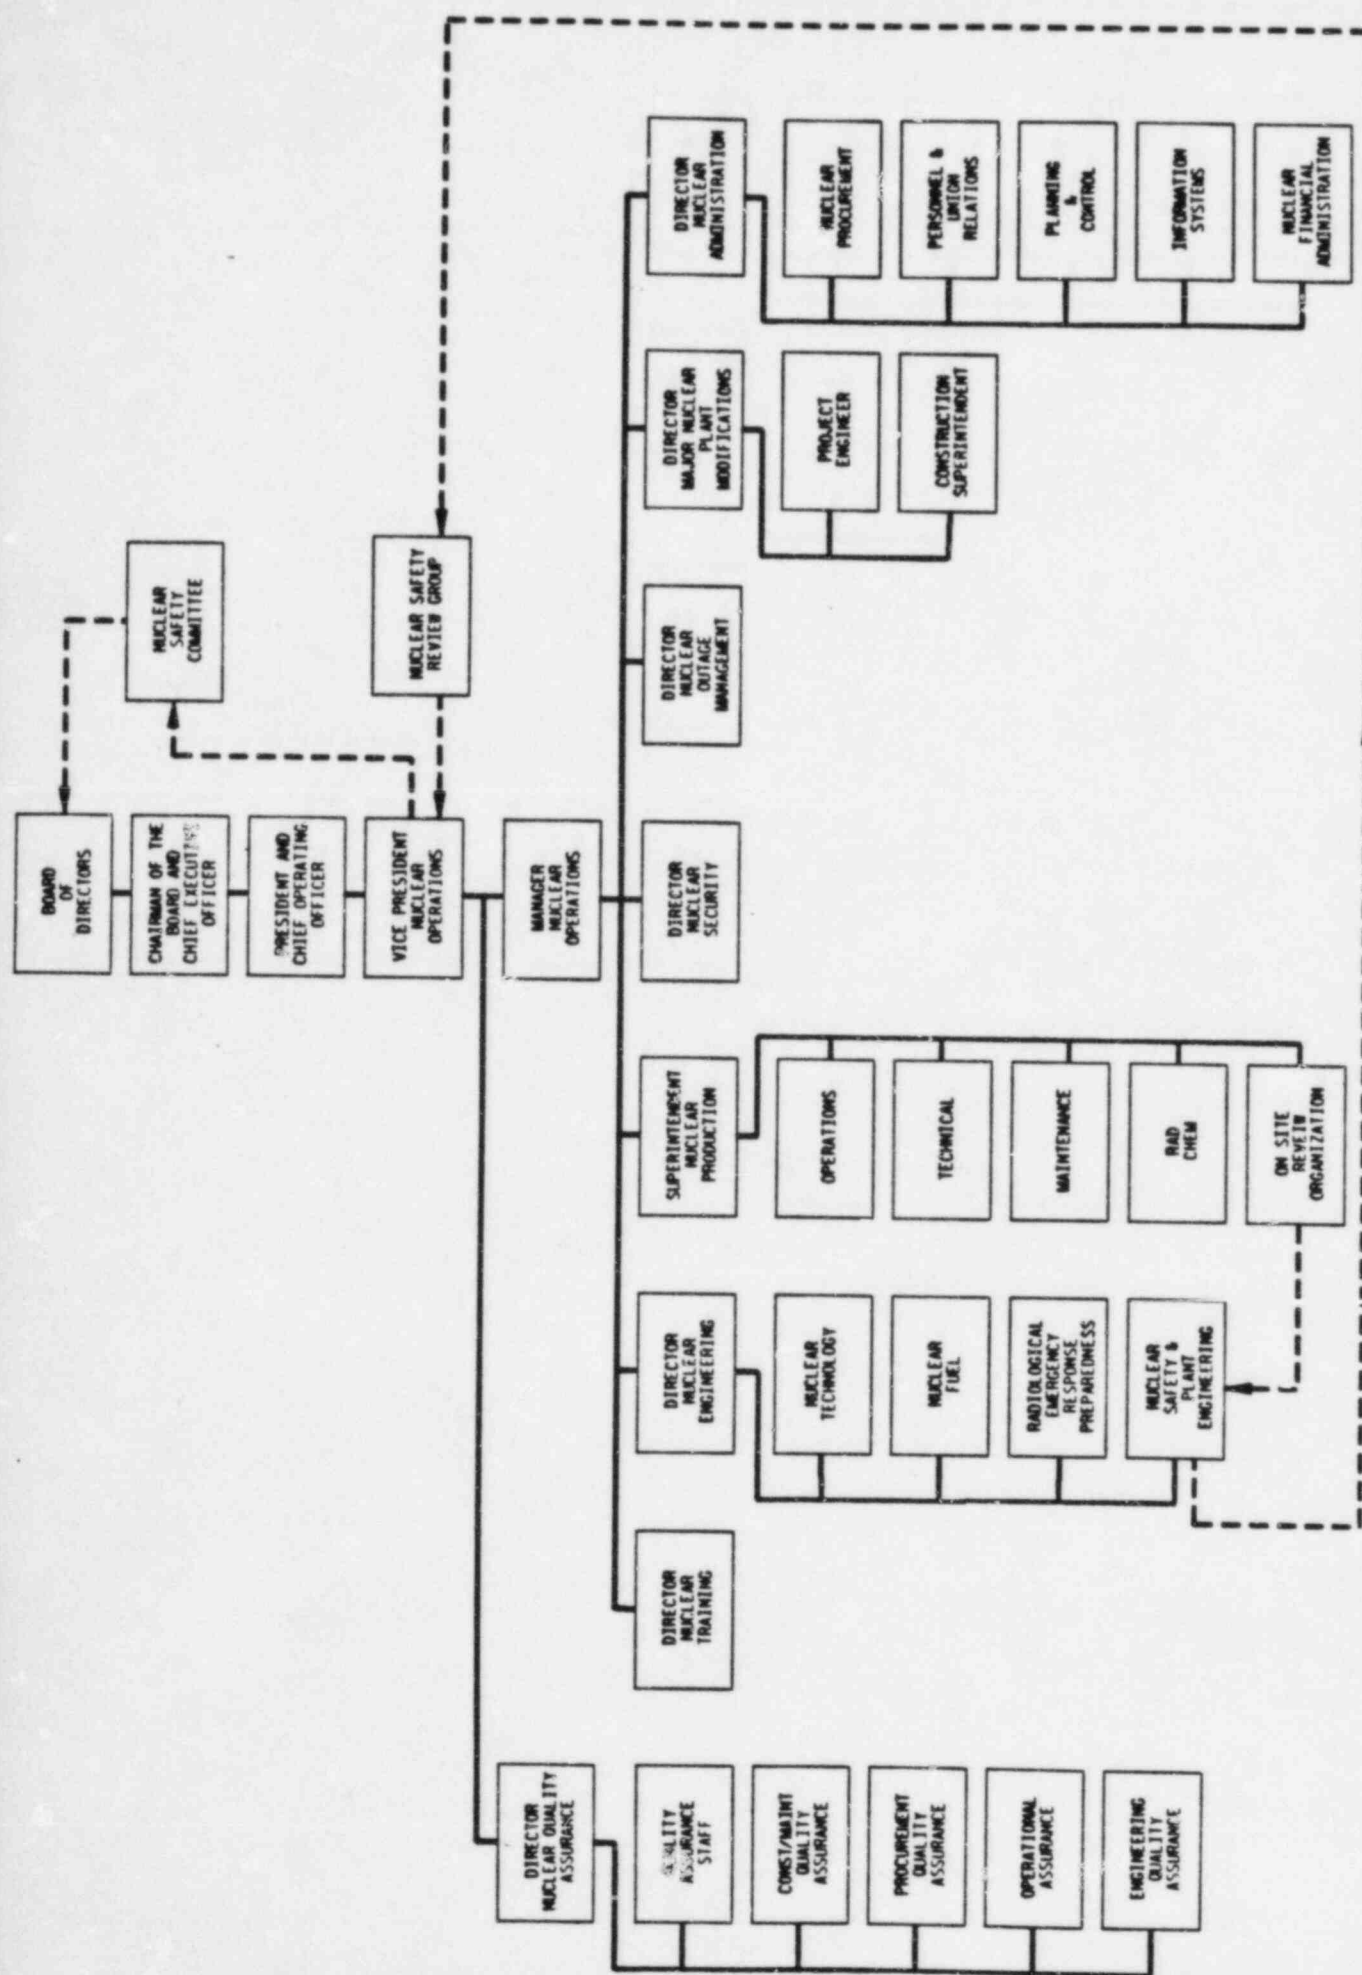 BOARD
OF
DIRECTORS
CHAIRMAN OF THE
BOARD AND
CHIEF EXECUTIVE
OFFICER
PRESIDENT AND
CHIEF OPERATING
OFFICER
VICE PRESIDENT
NUCLEAR
OPERATIONS
NUCLEAR
SAFETY
COMMITTEE
NUCLEAR SAFETY
REVIEW GROUP
MANAGER
NUCLEAR
OPERATIONS
DIRECTOR
NUCLEAR QUALITY
ASSURANCE
QUALITY
ASSURANCE
STAFF
CONST/MAINT
QUALITY
ASSURANCE
PROCUREMENT
QUALITY
ASSURANCE
OPERATIONAL
ASSURANCE
ENGINEERING
QUALITY
ASSURANCE
DIRECTOR
NUCLEAR
TRAINING
DIRECTOR
NUCLEAR
ENGINEERING
NUCLEAR
TECHNOLOGY
NUCLEAR
FUEL
RADIOLOGICAL
EMERGENCY
RESPONSE
PREPAREDNESS
NUCLEAR
SAFETY &
PLANT
ENGINEERING
SUPERINTENDENT
NUCLEAR
PRODUCTION
OPERATIONS
TECHNICAL
MAINTENANCE
RAD
CHEM
ON SITE
REVEIW
ORGANIZATION
DIRECTOR
NUCLEAR
SECURITY
DIRECTOR
NUCLEAR
OUTAGE
MANAGEMENT
DIRECTOR
MAJOR NUCLEAR
PLANT
MODIFICATIONS
PROJECT
ENGINEER
CONSTRUCTION
SUPERINTENDENT
DIRECTOR
NUCLEAR
ADMINISTRATION
NUCLEAR
PROCUREMENT
PERSONNEL &
UNION
RELATIONS
PLANNING
&
CONTROL
INFORMATION
SYSTEMS
NUCLEAR
FINANCIAL
ADMINISTRATION